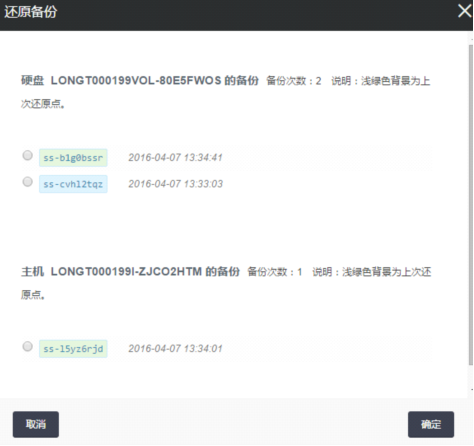 还原备份
硬盘 LONGT000199VOL-80E5FWOS 的备份 备份次数：2 说明：浅绿色背景为上
次还原点。
ss-b1g0bssr 2016-04-07 13:34:41
ss-cvhl2tqz 2016-04-07 13:33:03
主机 LONGT000199I-ZJCO2HTM 的备份 备份次数：1 说明：浅绿色背景为上次还
原点。
ss-l5yz6rjd 2016-04-07 13:34:01
取消 确定